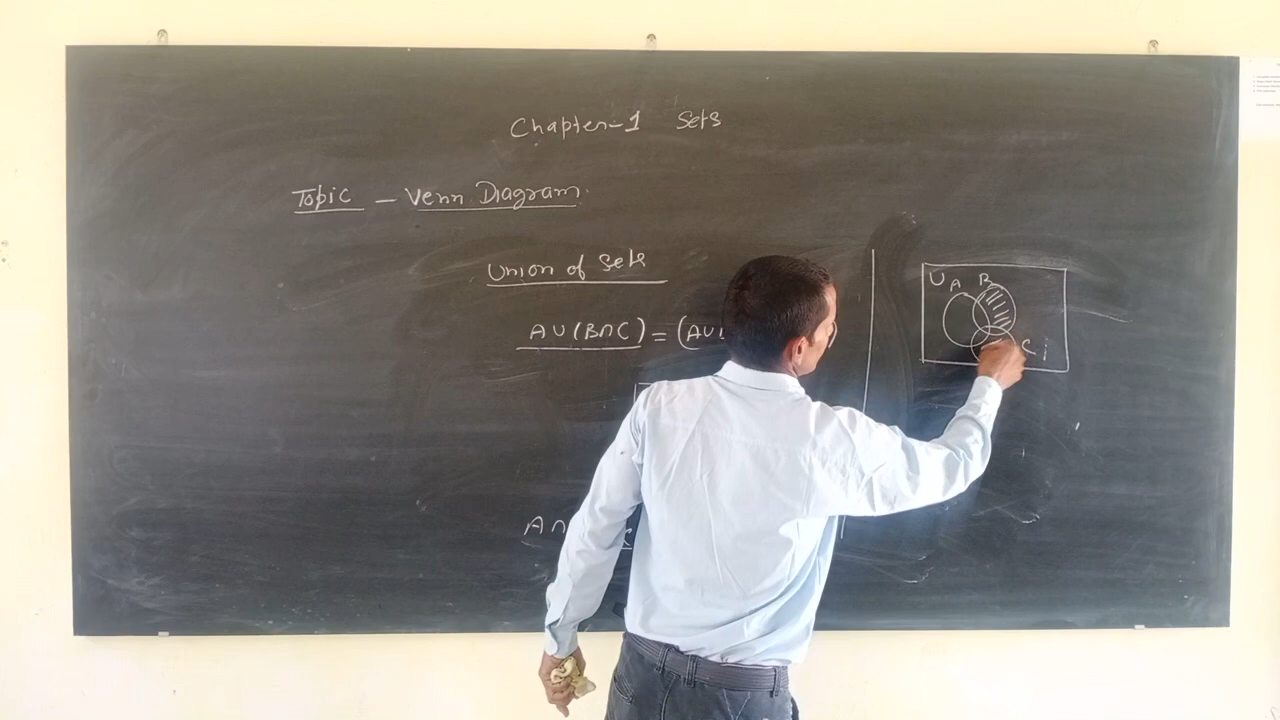 Chapter-1 Sets
Topic - Venn Diagram.
Union of Sets
A∪(B∩C) = (A∪
A∩
U A B
C